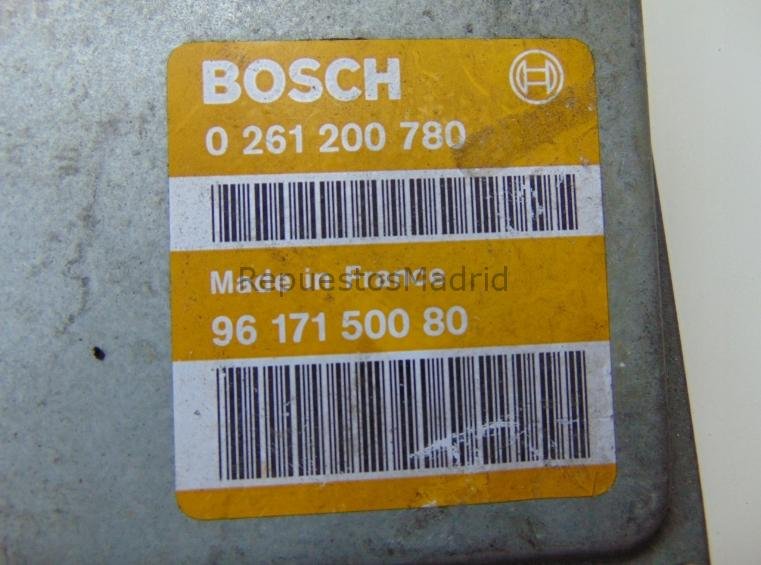 BOSCH
0 261 200 780
Made in France
RepuestosMadrid
96 171 500 80